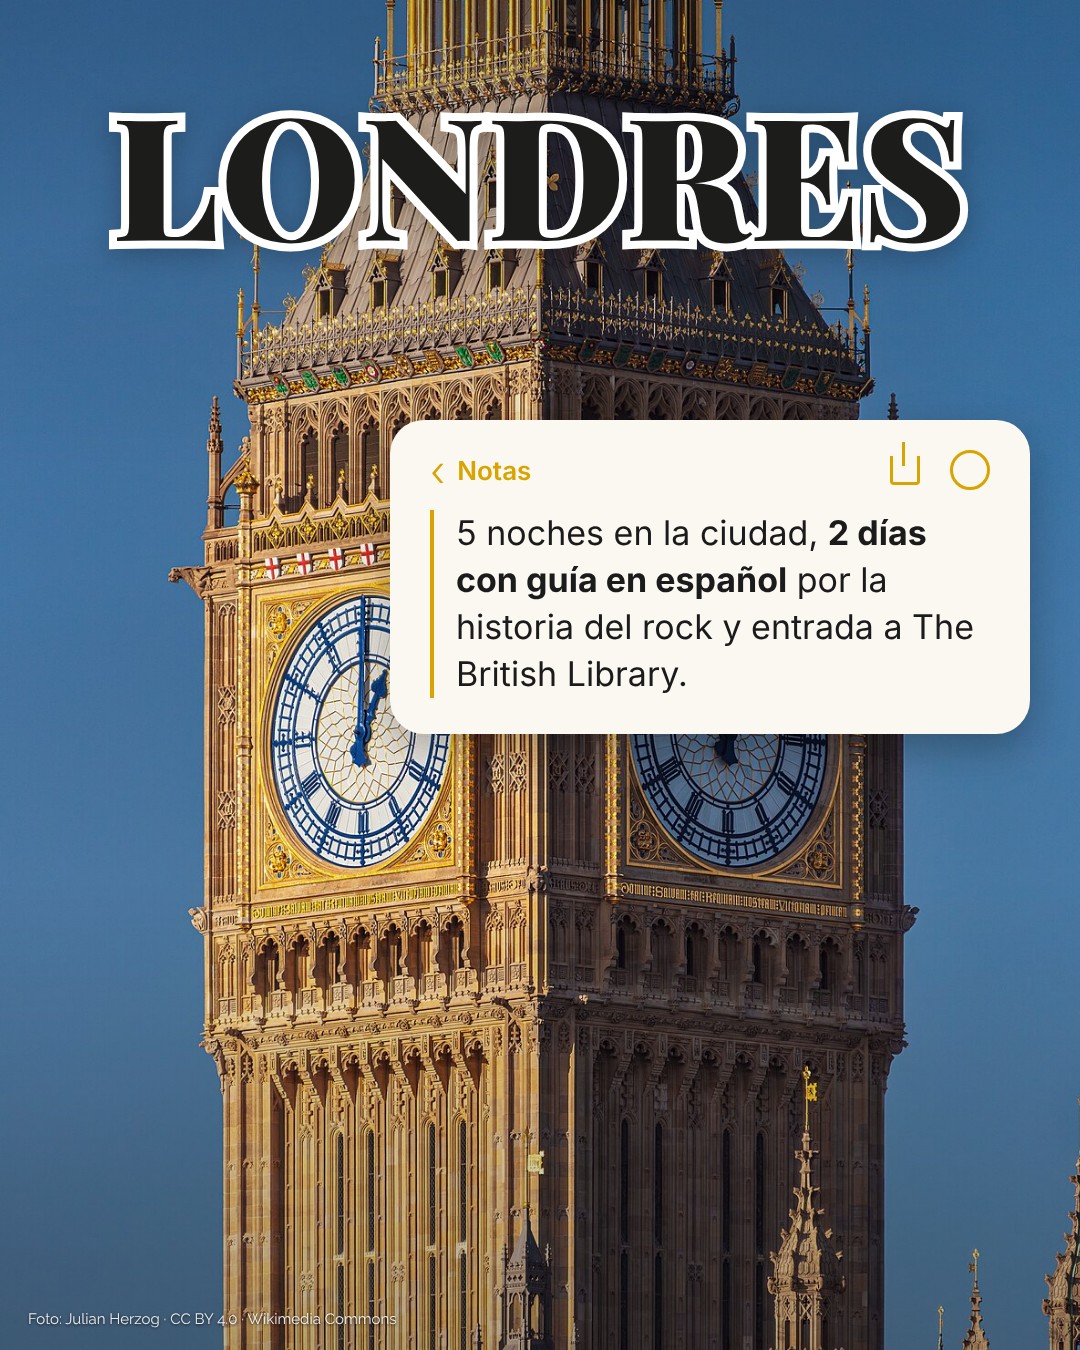 LONDRES
‹ Notas
5 noches en la ciudad, 2 días
con guía en español por la
historia del rock y entrada a The
British Library.
Foto: Julian Herzog · CC BY 4.0 · Wikimedia Commons